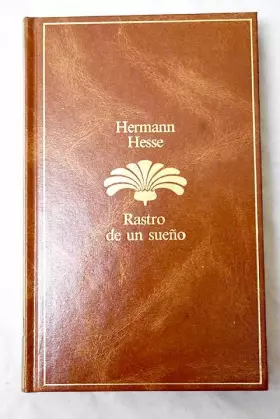 Hermann
Hesse
Rastro
de un sueño